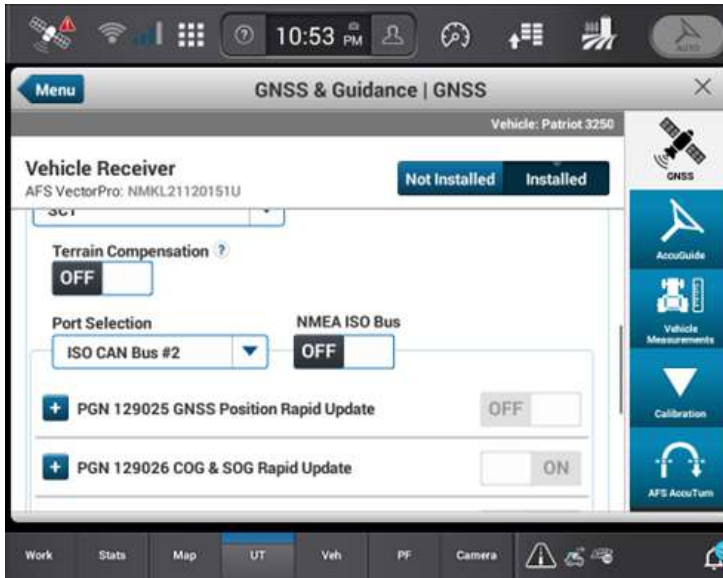 10:53 PM
AUTO
Menu
GNSS & Guidance | GNSS
Vehicle: Patriot 3250
Vehicle Receiver
AFS VectorPro: NMKL21120151U
Not Installed
Installed
GNSS
SCT
Terrain Compensation ?
OFF
AccuGuide
Port Selection
NMEA ISO Bus
ISO CAN Bus #2
OFF
Vehicle
Measurements
+ PGN 129025 GNSS Position Rapid Update
OFF
Calibration
+ PGN 129026 COG & SOG Rapid Update
ON
AFS AccuTurn
Work
Stats
Map
UT
Veh
PF
Camera